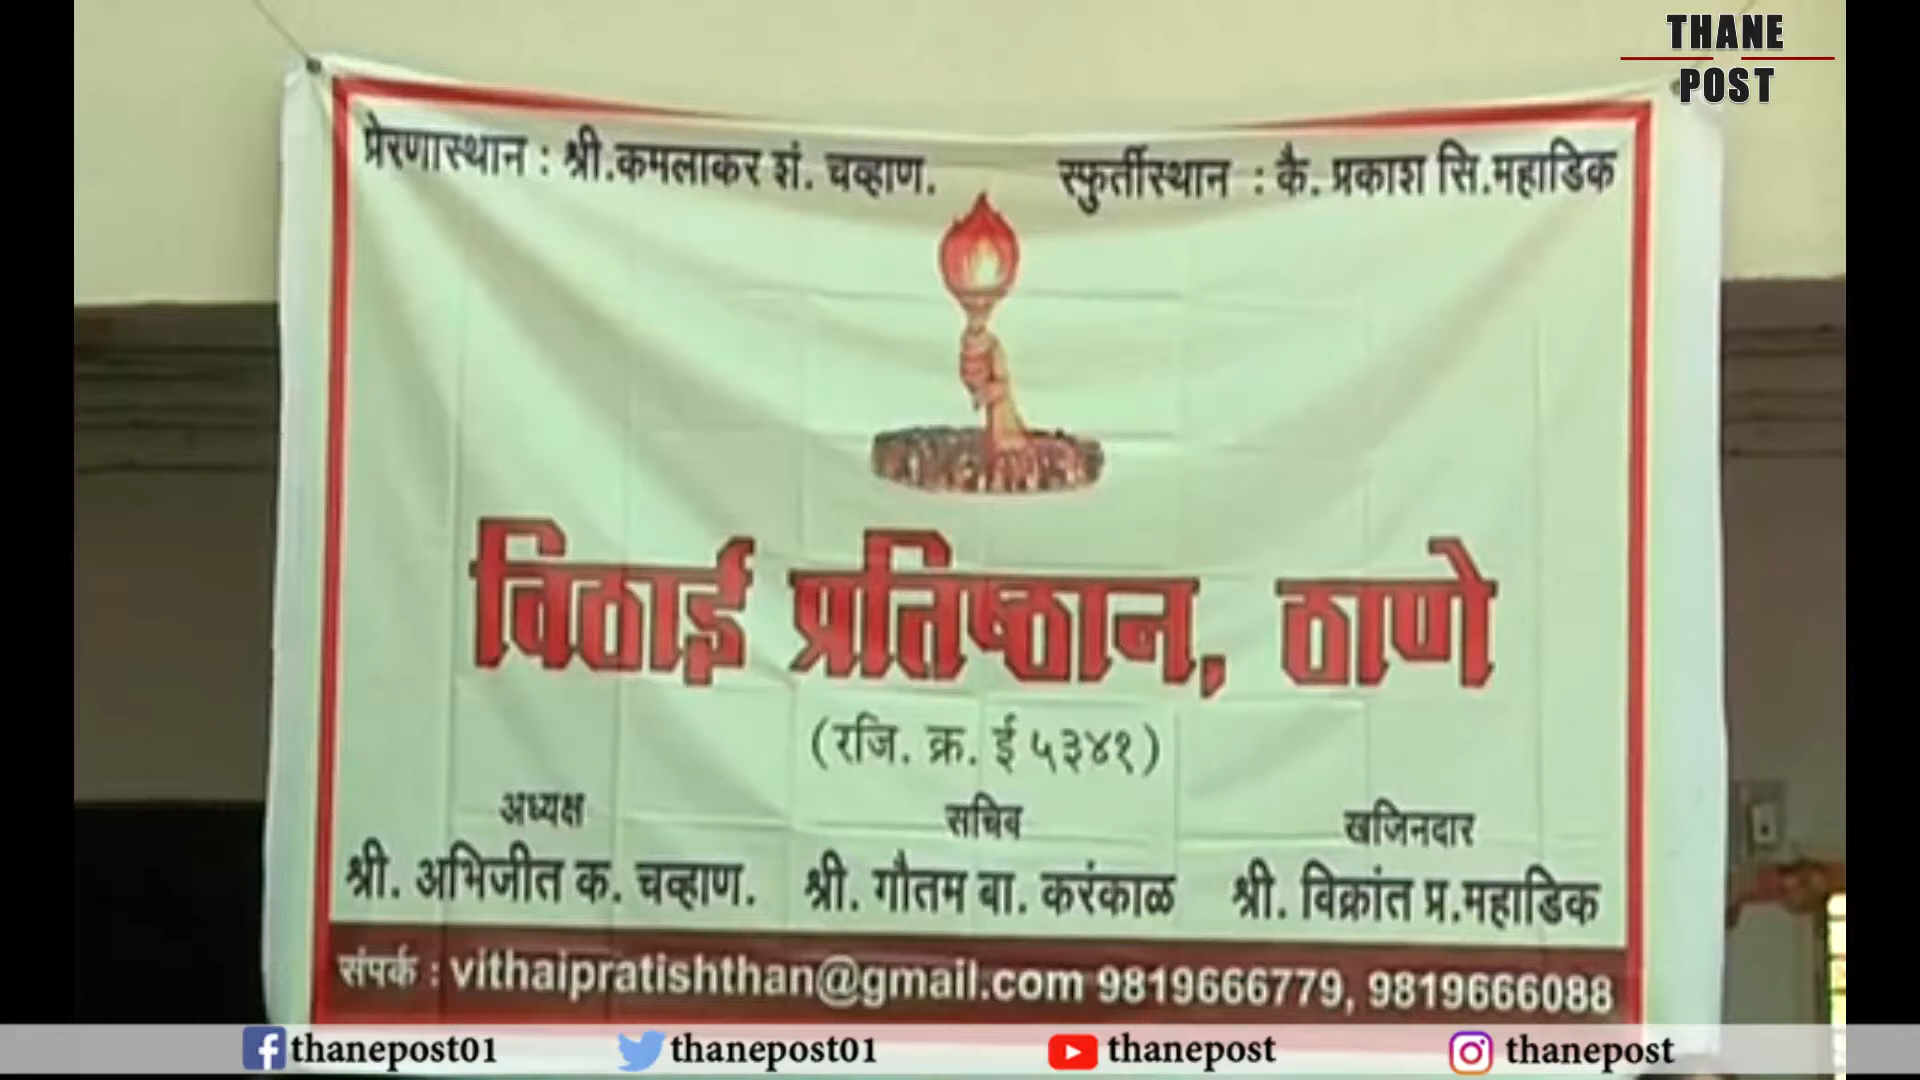 THANE
POST
प्रेरणास्थान : श्री.कमलाकर शं. चव्हाण. स्फुर्तीस्थान : कै. प्रकाश सि.महाडिक
विठाई प्रतिष्ठान, ठाणे
(रजि. क्र. ई ५३४१)
अध्यक्ष सचिव खजिनदार
श्री. अभिजीत क. चव्हाण. श्री. गौतम बा. करंकाळ श्री. विक्रांत प्र.महाडिक
संपर्क : vithaipratishthan@gmail.com 9819666779, 9819666088
thanepost01 thanepost01 thanepost thanepost